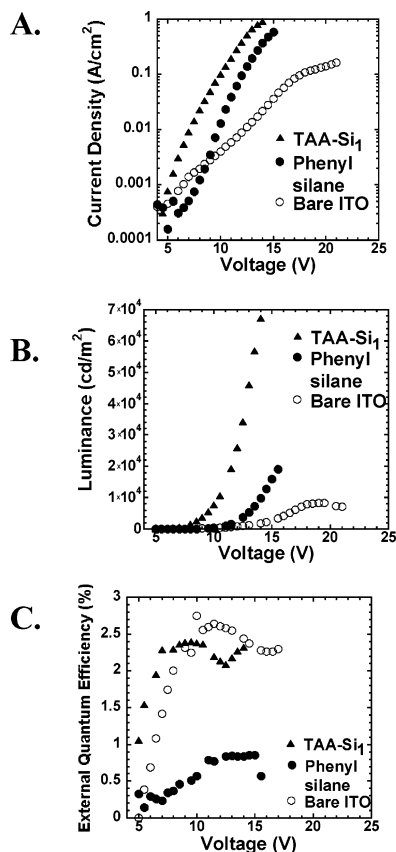 A.
Current Density (A/cm²)
1
0.1
0.01
0.001
0.0001
0 5 10 15 20 25
Voltage (V)
▲ TAA-Si₁
● Phenyl
silane
○ Bare ITO
B.
Luminance (cd/m²)
7×10⁴
6×10⁴
5×10⁴
4×10⁴
3×10⁴
2×10⁴
1×10⁴
0
0 5 10 15 20 25
Voltage (V)
▲ TAA-Si₁
● Phenyl
silane
○ Bare ITO
C.
External Quantum Efficiency (%)
3
2.5
2
1.5
1
0.5
0
0 5 10 15 20 25
Voltage (V)
▲ TAA-Si₁
● Phenyl
silane
○ Bare ITO